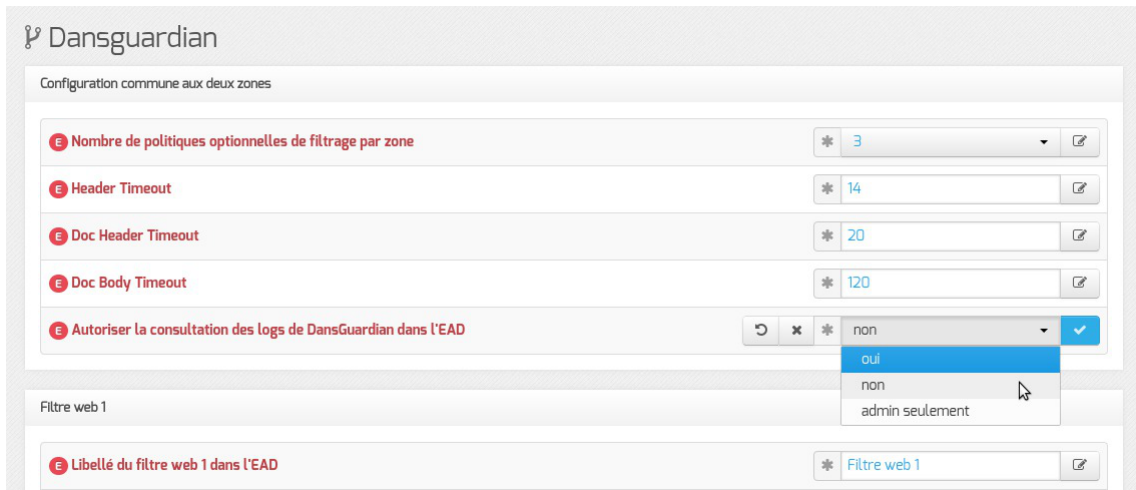 Dansguardian
Configuration commune aux deux zones
E Nombre de politiques optionnelles de filtrage par zone 3
E Header Timeout 14
E Doc Header Timeout 20
E Doc Body Timeout 120
E Autoriser la consultation des logs de DansGuardian dans l'EAD non
oui
non
admin seulement
Filtre web 1
E Libellé du filtre web 1 dans l'EAD Filtre web 1